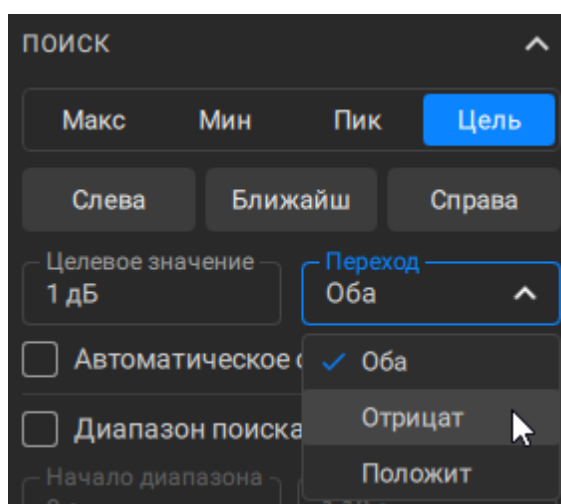 ПОИСК
Макс Мин Пик Цель
Слева Ближайш Справа
Целевое значение Переход
1 дБ Оба
Автоматическое
Оба
Отрицат
Диапазон поиска
Положит
Начало диапазона